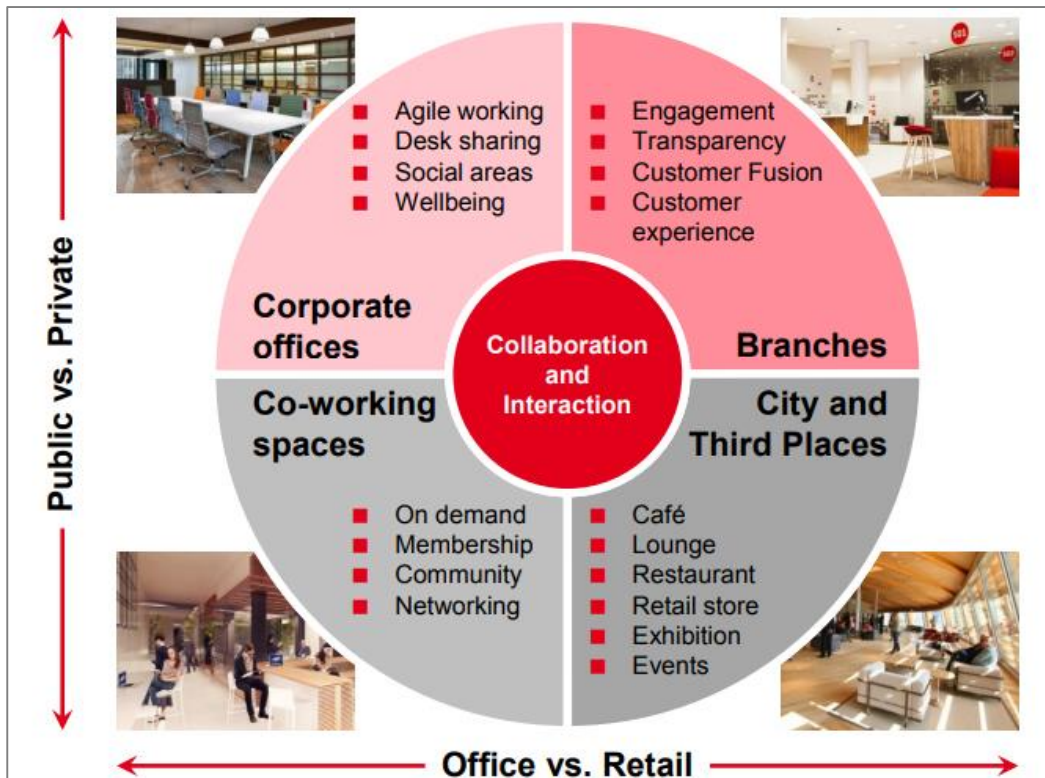 Public vs. Private
Agile working
Desk sharing
Social areas
Wellbeing
Corporate
offices
Engagement
Transparency
Customer Fusion
Customer
experience
Branches
Collaboration
and
Interaction
Co-working
spaces
On demand
Membership
Community
Networking
City and
Third Places
Café
Lounge
Restaurant
Retail store
Exhibition
Events
Office vs. Retail